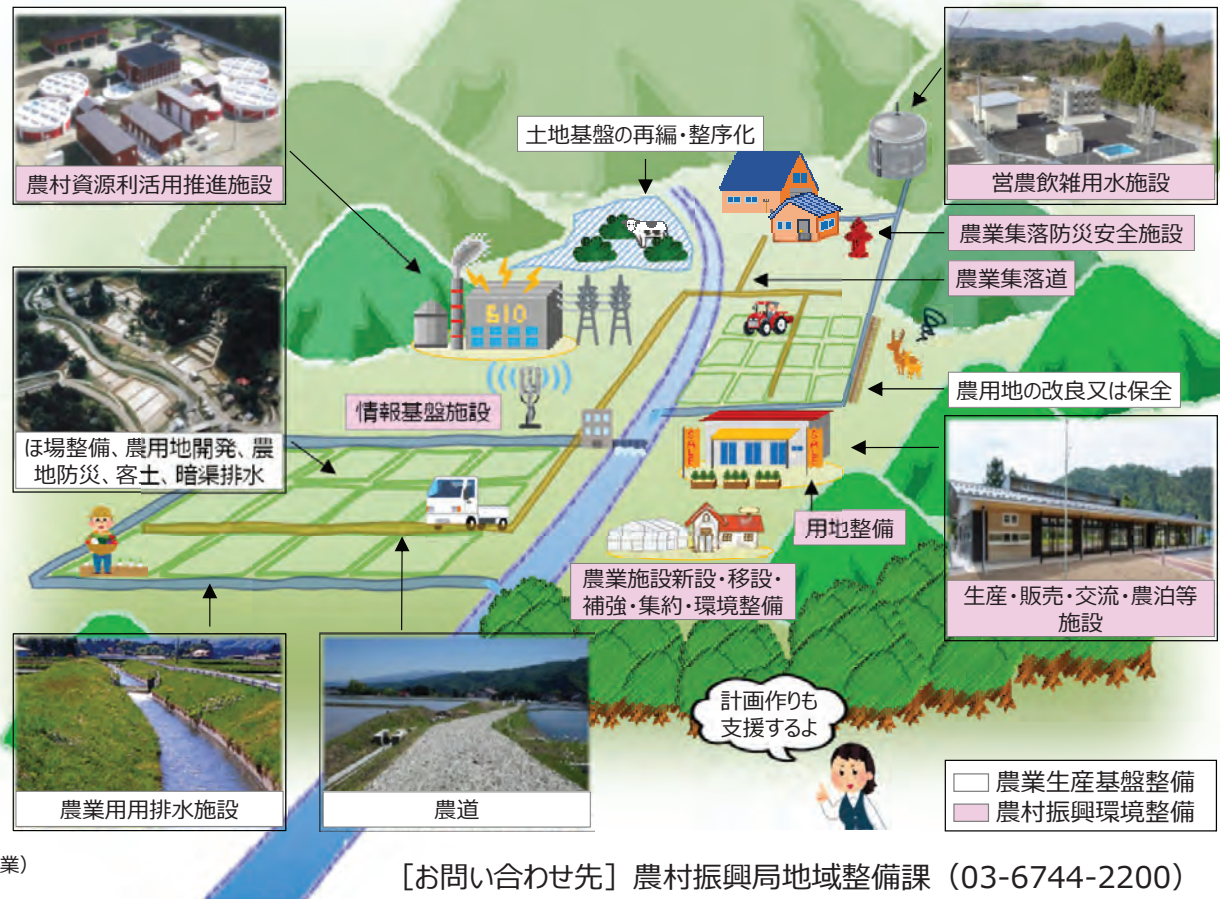 土地基盤の再編・整序化
農村資源利活用推進施設
営農飲雑用水施設
農業集落防災安全施設
農業集落道
BIO
農用地の改良又は保全
情報基盤施設
SALE
SALE
ほ場整備、農用地開発、農
地防災、客土、暗渠排水
用地整備
農業施設新設・移設・
補強・集約・環境整備
生産・販売・交流・農泊等
施設
計画作りも
支援するよ
農業用用排水施設
農道
農業生産基盤整備
農村振興環境整備
業）
［お問い合わせ先］農村振興局地域整備課（03-6744-2200）